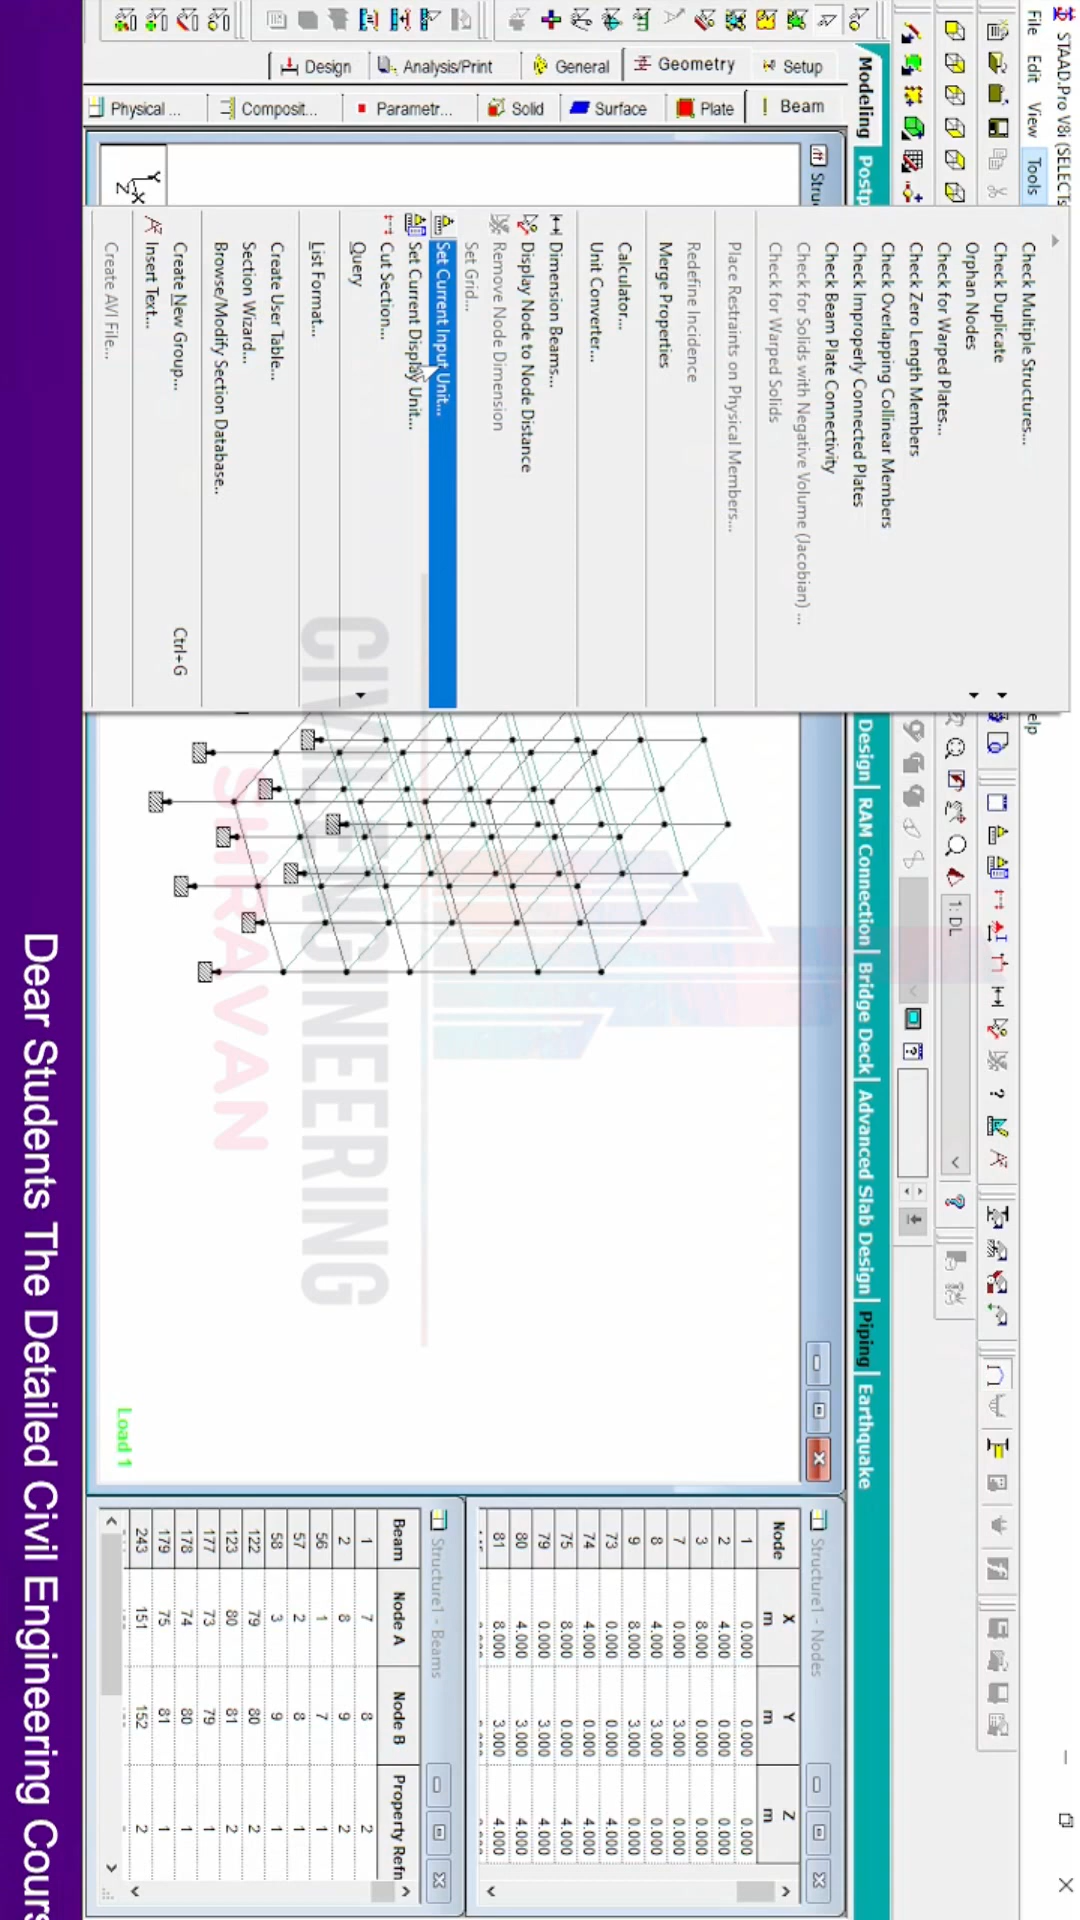 STAAD.Pro V8i (SELECTs
File Edit View Tools
elp
1: DL
Modeling Postp Design RAM Connection Bridge Deck Advanced Slab Design Piping Earthquake
Setup Geometry General Analysis/Print Design
Beam Plate Surface Solid Parametr... Composit... Physical ...
Check Multiple Structures...
Check Duplicate
Orphan Nodes
Check for Warped Plates...
Check Zero Length Members
Check Overlapping Collinear Members
Check Improperly Connected Plates
Check Beam Plate Connectivity
Check for Solids with Negative Volume (Jacobian) ...
Check for Warped Solids
Place Restraints on Physical Members...
Redefine Incidence
Merge Properties
Calculator...
Unit Converter...
Dimension Beams...
Display Node to Node Distance
Remove Node Dimension
Set Grid...
Set Current Input Unit...
Set Current Display Unit...
Cut Section...
Query
List Format...
Create User Table...
Section Wizard...
Browse/Modify Section Database..
Create New Group... Ctrl+G
Insert Text...
Create AVI File...
Stru
Y
X
Z
CIVIL ENGINEERING
SHRAVAN
Load 1
Structure1 - Nodes
Node X Y Z
m m m
1 0.000 0.000 0.000
2 4.000 0.000 0.000
3 8.000 0.000 0.000
7 0.000 3.000 0.000
8 4.000 3.000 0.000
9 8.000 3.000 0.000
73 0.000 0.000 4.000
74 4.000 0.000 4.000
75 8.000 0.000 4.000
79 0.000 3.000 4.000
80 4.000 3.000 4.000
81 8.000 3.000 4.000
Structure1 - Beams
Beam Node A Node B Property Refn
1 7 8 2
2 8 9 2
56 1 7 1
57 2 8 1
58 3 9 1
122 79 80 2
123 80 81 2
177 73 79 1
178 74 80 1
179 75 81 1
243 151 152 2
Dear Students The Detailed Civil Engineering Cours